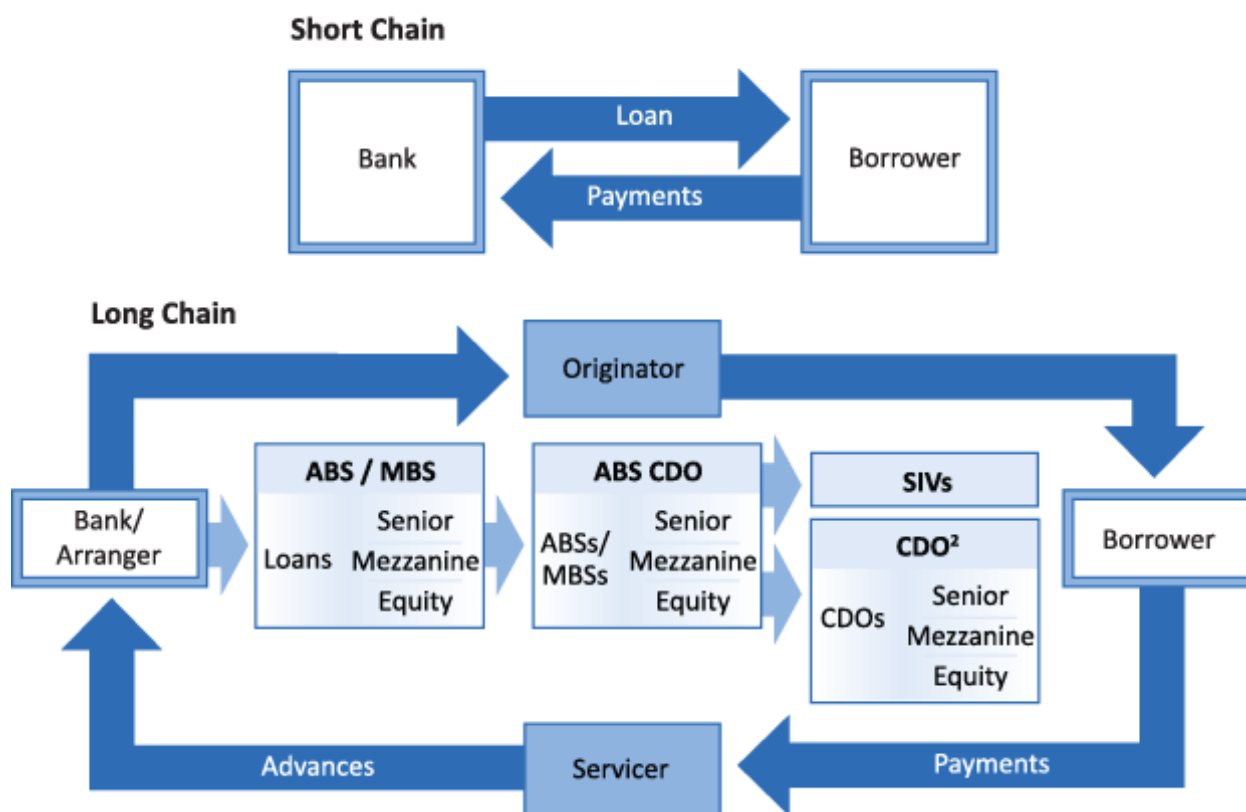 Short Chain
Bank
Loan
Payments
Borrower
Long Chain
Originator
Bank/
Arranger
ABS / MBS
Loans
Senior
Mezzanine
Equity
ABS CDO
ABSs/
MBSs
Senior
Mezzanine
Equity
SIVs
CDO²
CDOs
Senior
Mezzanine
Equity
Borrower
Advances
Servicer
Payments